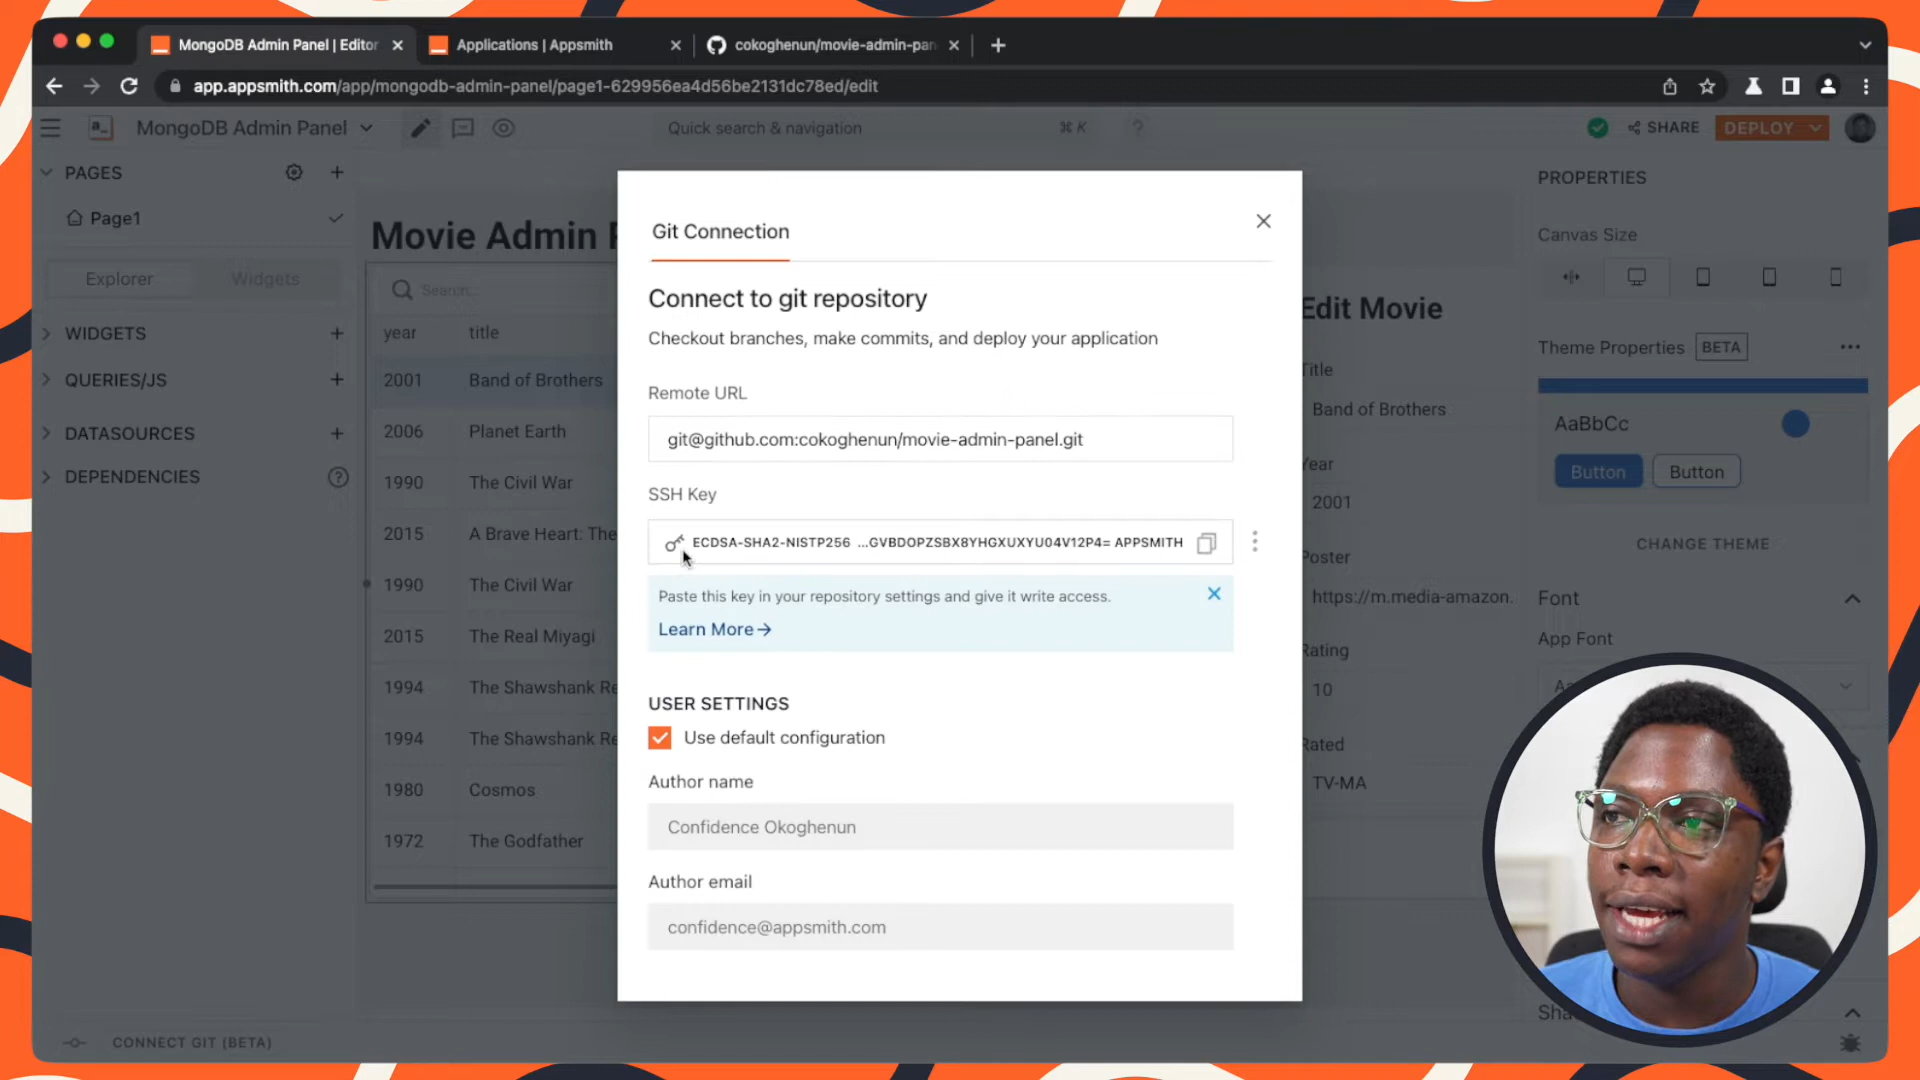 MongoDB Admin Panel | Editor
Applications | Appsmith
cokoghenun/movie-admin-pan
app.appsmith.com/app/mongodb-admin-panel/page1-629956ea4d56be2131dc78ed/edit
MongoDB Admin Panel
Quick search & navigation
⌘ K
?
SHARE
DEPLOY
PAGES
Page1
Explorer
Widgets
WIDGETS
QUERIES/JS
DATASOURCES
DEPENDENCIES
?
CONNECT GIT (BETA)
Movie Admin P
Search...
year title
2001 Band of Brothers
2006 Planet Earth
1990 The Civil War
2015 A Brave Heart: The
1990 The Civil War
2015 The Real Miyagi
1994 The Shawshank Re
1994 The Shawshank Re
1980 Cosmos
1972 The Godfather
Git Connection
Connect to git repository
Checkout branches, make commits, and deploy your application
Remote URL
git@github.com:cokoghenun/movie-admin-panel.git
SSH Key
ECDSA-SHA2-NISTP256 ...GVBDOPZSBX8YHGXUXYU04V12P4= APPSMITH
Paste this key in your repository settings and give it write access.
Learn More →
USER SETTINGS
Use default configuration
Author name
Confidence Okoghenun
Author email
confidence@appsmith.com
Edit Movie
Title
Band of Brothers
Year
2001
Poster
https://m.media-amazon.
Rating
10
Rated
TV-MA
PROPERTIES
Canvas Size
Theme Properties BETA
AaBbCc
Button Button
CHANGE THEME
Font
App Font